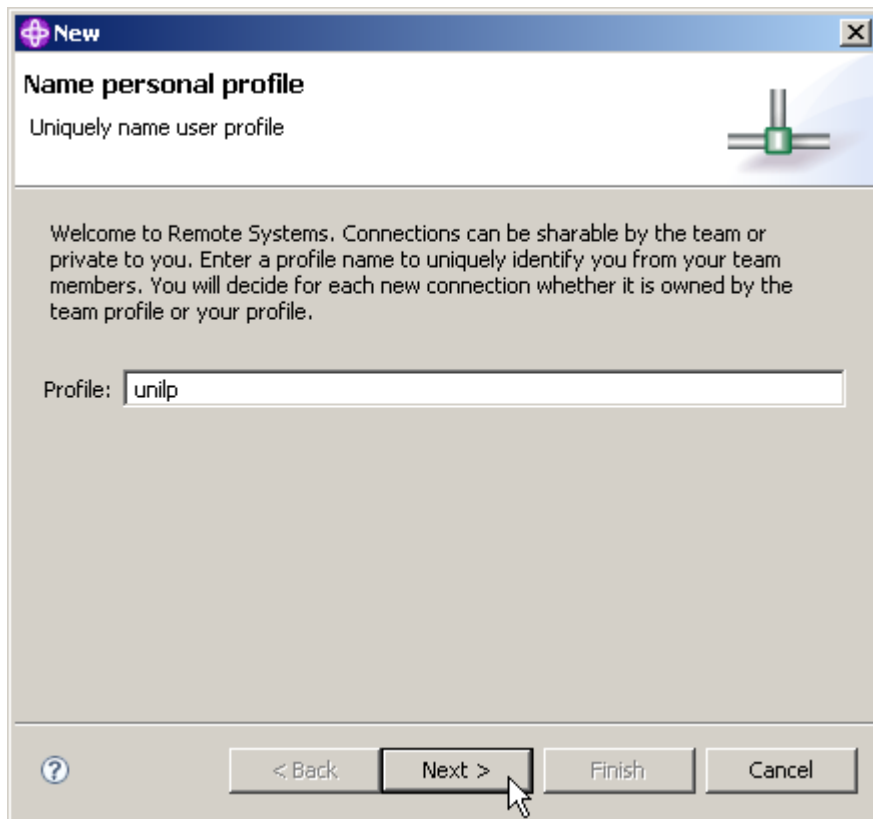 New
Name personal profile
Uniquely name user profile
Welcome to Remote Systems. Connections can be sharable by the team or
private to you. Enter a profile name to uniquely identify you from your team
members. You will decide for each new connection whether it is owned by the
team profile or your profile.
Profile: unilp
? < Back Next > Finish Cancel